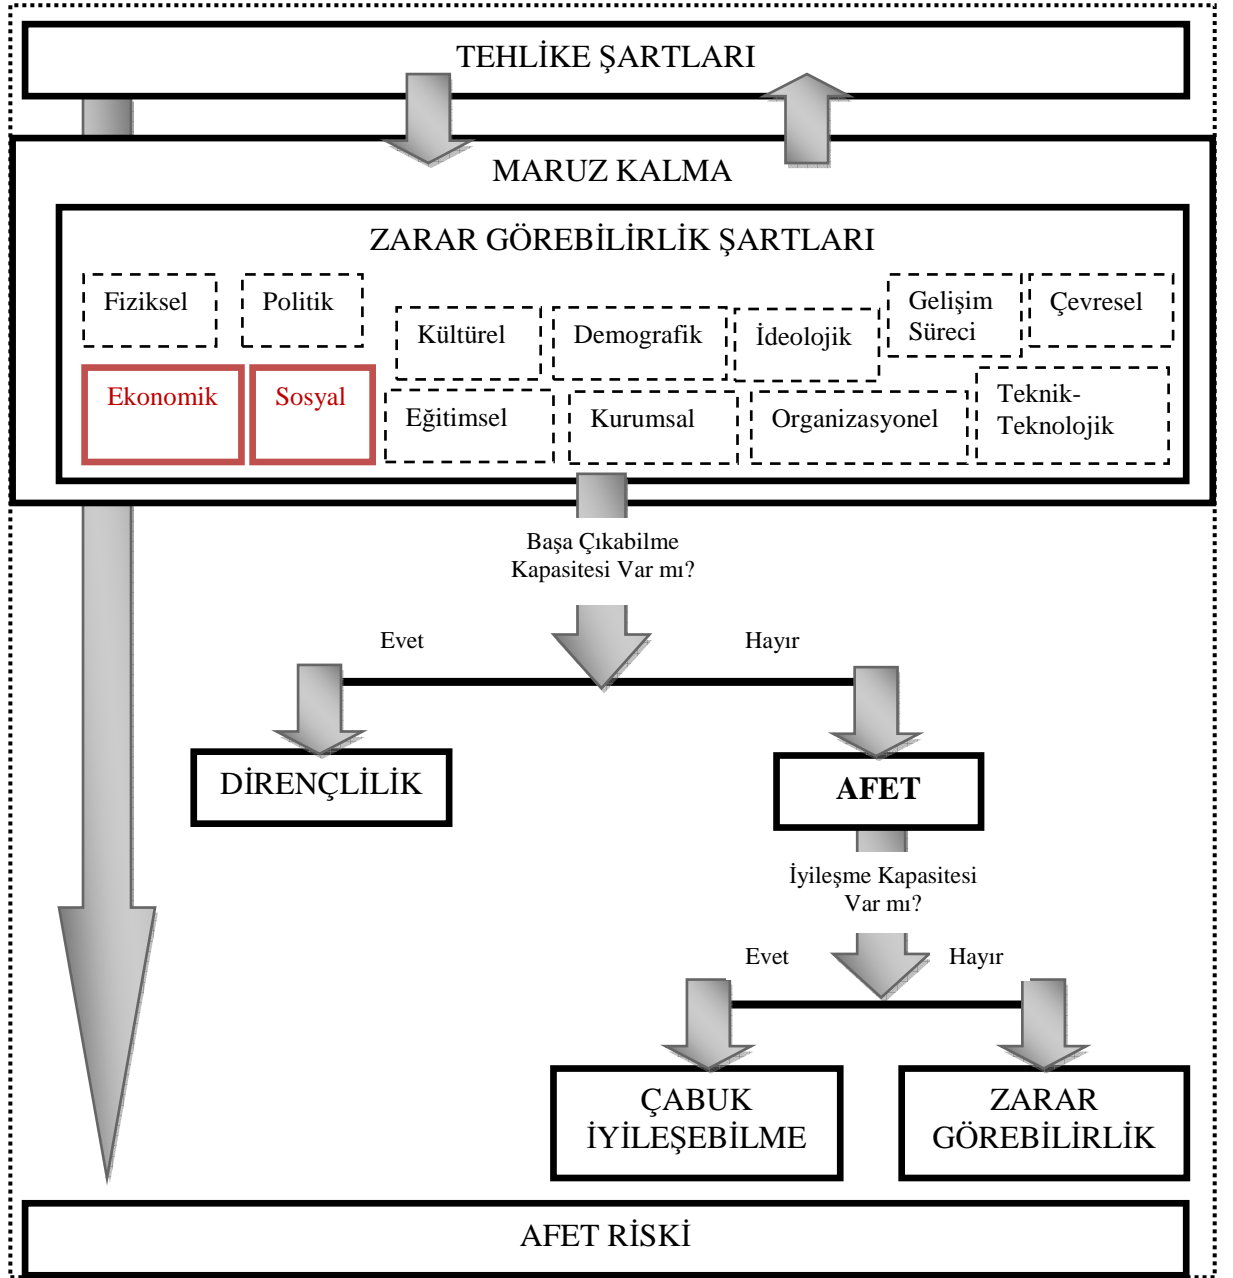 TEHLİKE ŞARTLARI
MARUZ KALMA
ZARAR GÖREBİLİRLİK ŞARTLARI
Fiziksel
Politik
Kültürel
Demografik
İdeolojik
Gelişim
Süreci
Çevresel
Ekonomik
Sosyal
Eğitimsel
Kurumsal
Organizasyonel
Teknik-
Teknolojik
Başa Çıkabilme
Kapasitesi Var mı?
Evet
Hayır
DİRENÇLİLİK
AFET
İyileşme Kapasitesi
Var mı?
Evet
Hayır
ÇABUK
İYİLEŞEBİLME
ZARAR
GÖREBİLİRLİK
AFET RİSKİ